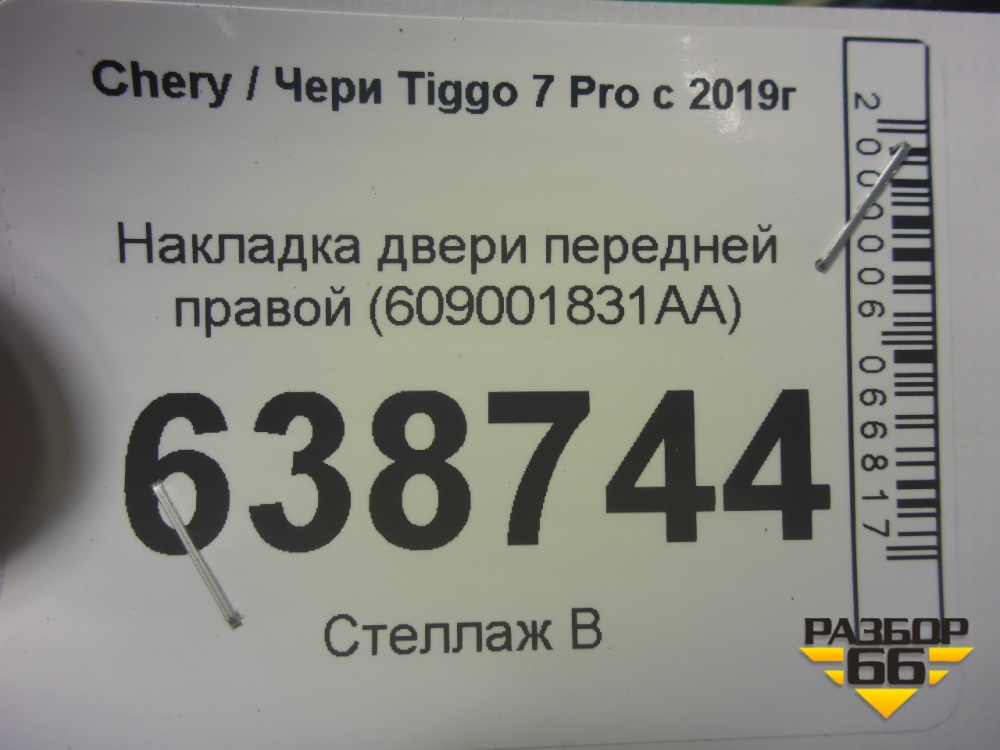 Chery / Чери Tiggo 7 Pro с 2019г
Накладка двери передней
правой (609001831AA)
638744
Стеллаж В
2000006066817
РАЗБОР
66